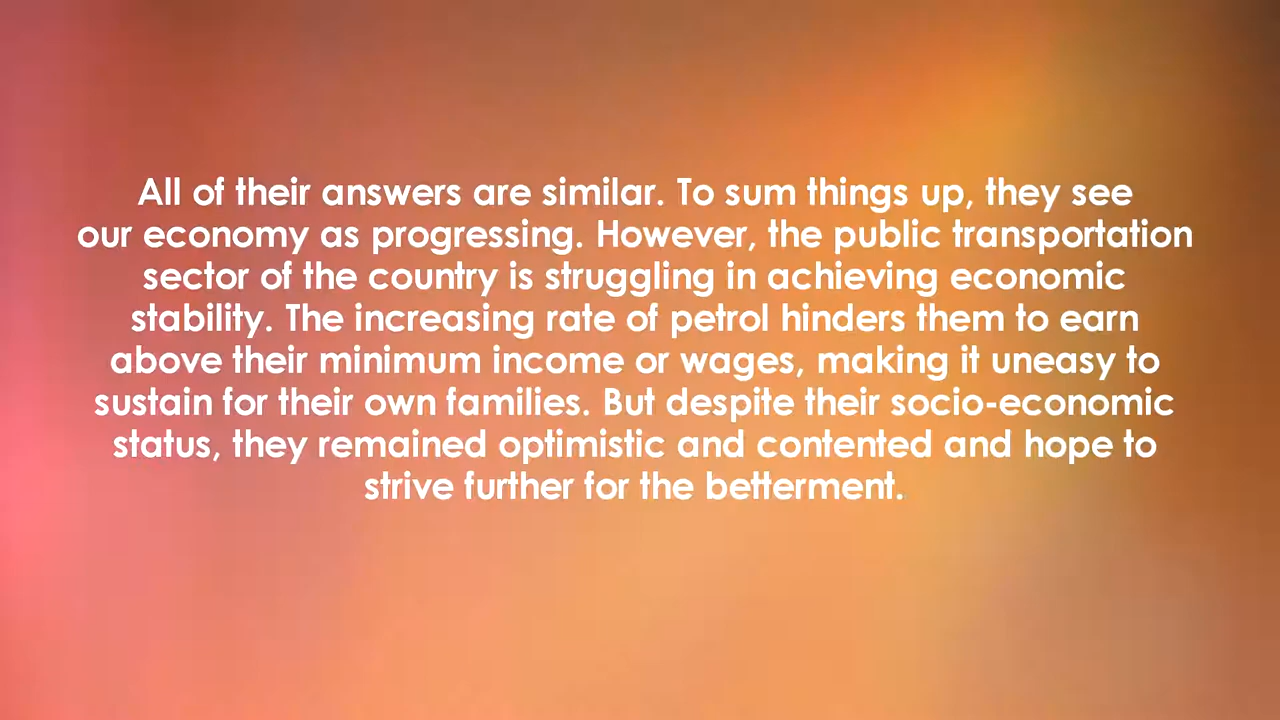 All of their answers are similar. To sum things up, they see
our economy as progressing. However, the public transportation
sector of the country is struggling in achieving economic
stability. The increasing rate of petrol hinders them to earn
above their minimum income or wages, making it uneasy to
sustain for their own families. But despite their socio-economic
status, they remained optimistic and contented and hope to
strive further for the betterment.